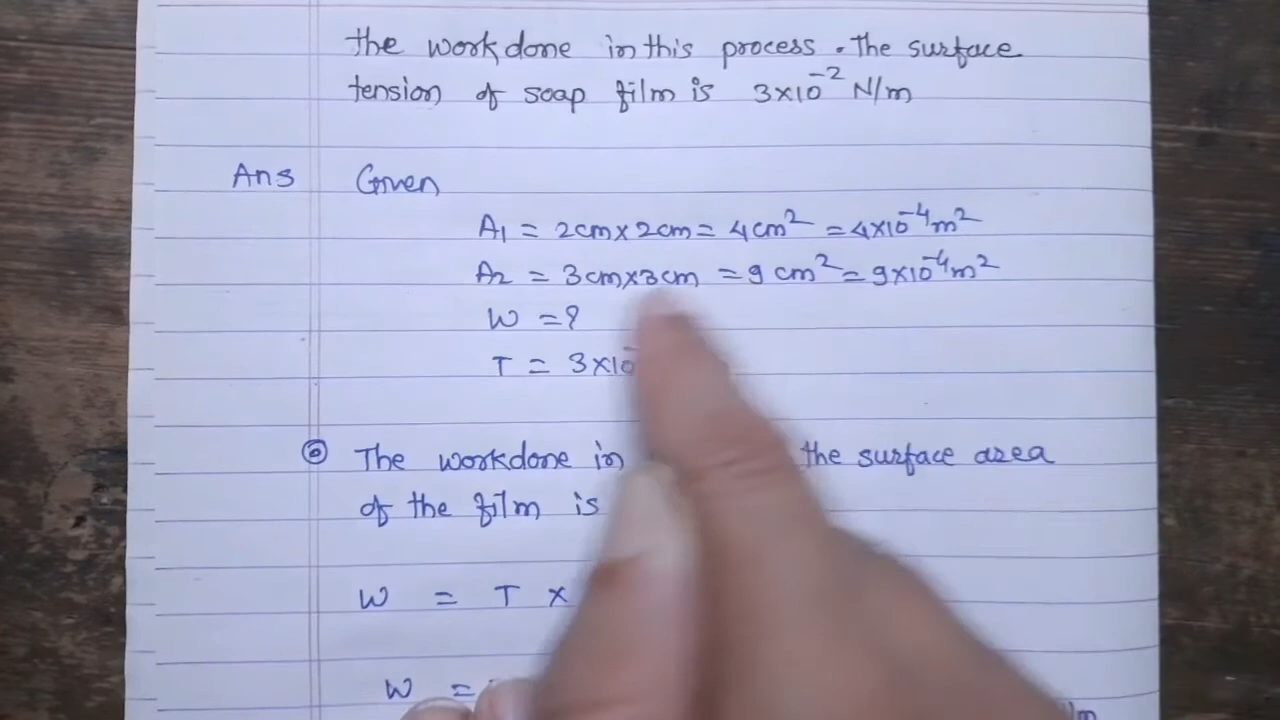 the workdone in this process. The surface
tension of soap film is 3×10⁻² N/m
Ans Given
A₁ = 2cm×2cm = 4cm² = 4×10⁻⁴m²
A₂ = 3cm×3cm = 9 cm² = 9×10⁻⁴m²
W = ?
T = 3×10
The workdone in the surface area
of the film is
W = T ×
W =